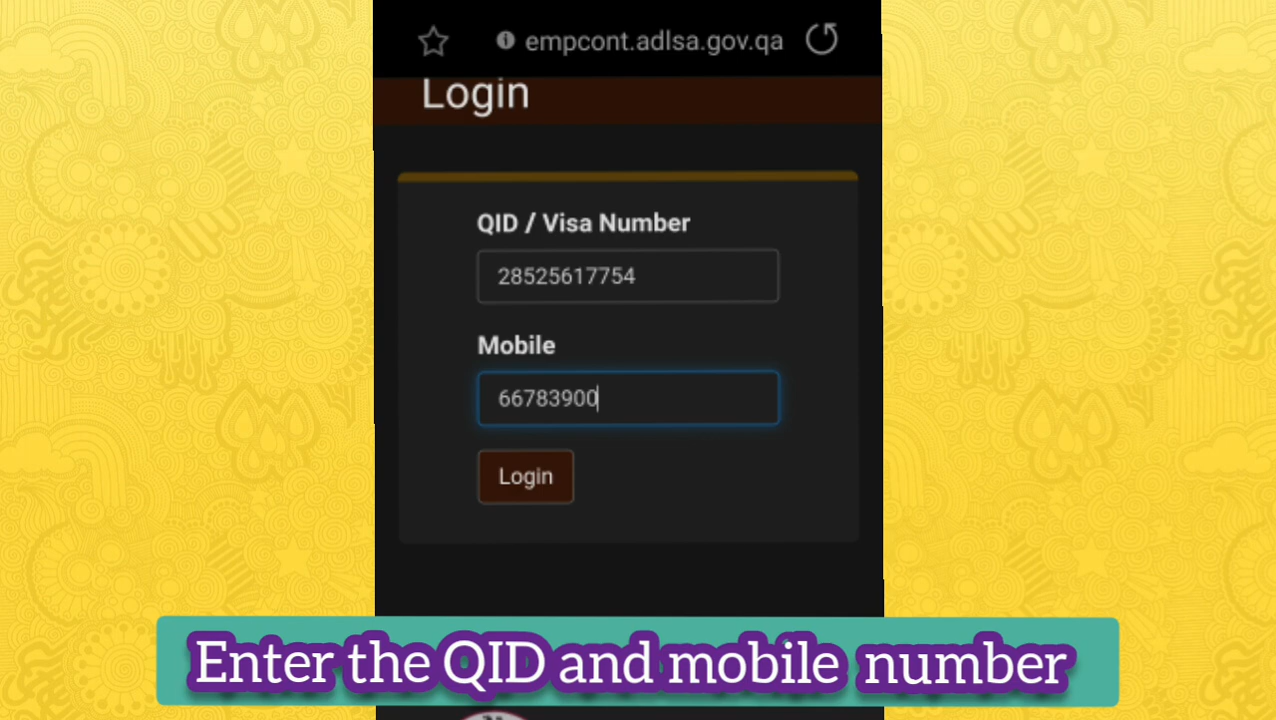 empcont.adlsa.gov.qa
Login
QID / Visa Number
28525617754
Mobile
66783900
Login
Enter the QID and mobile number